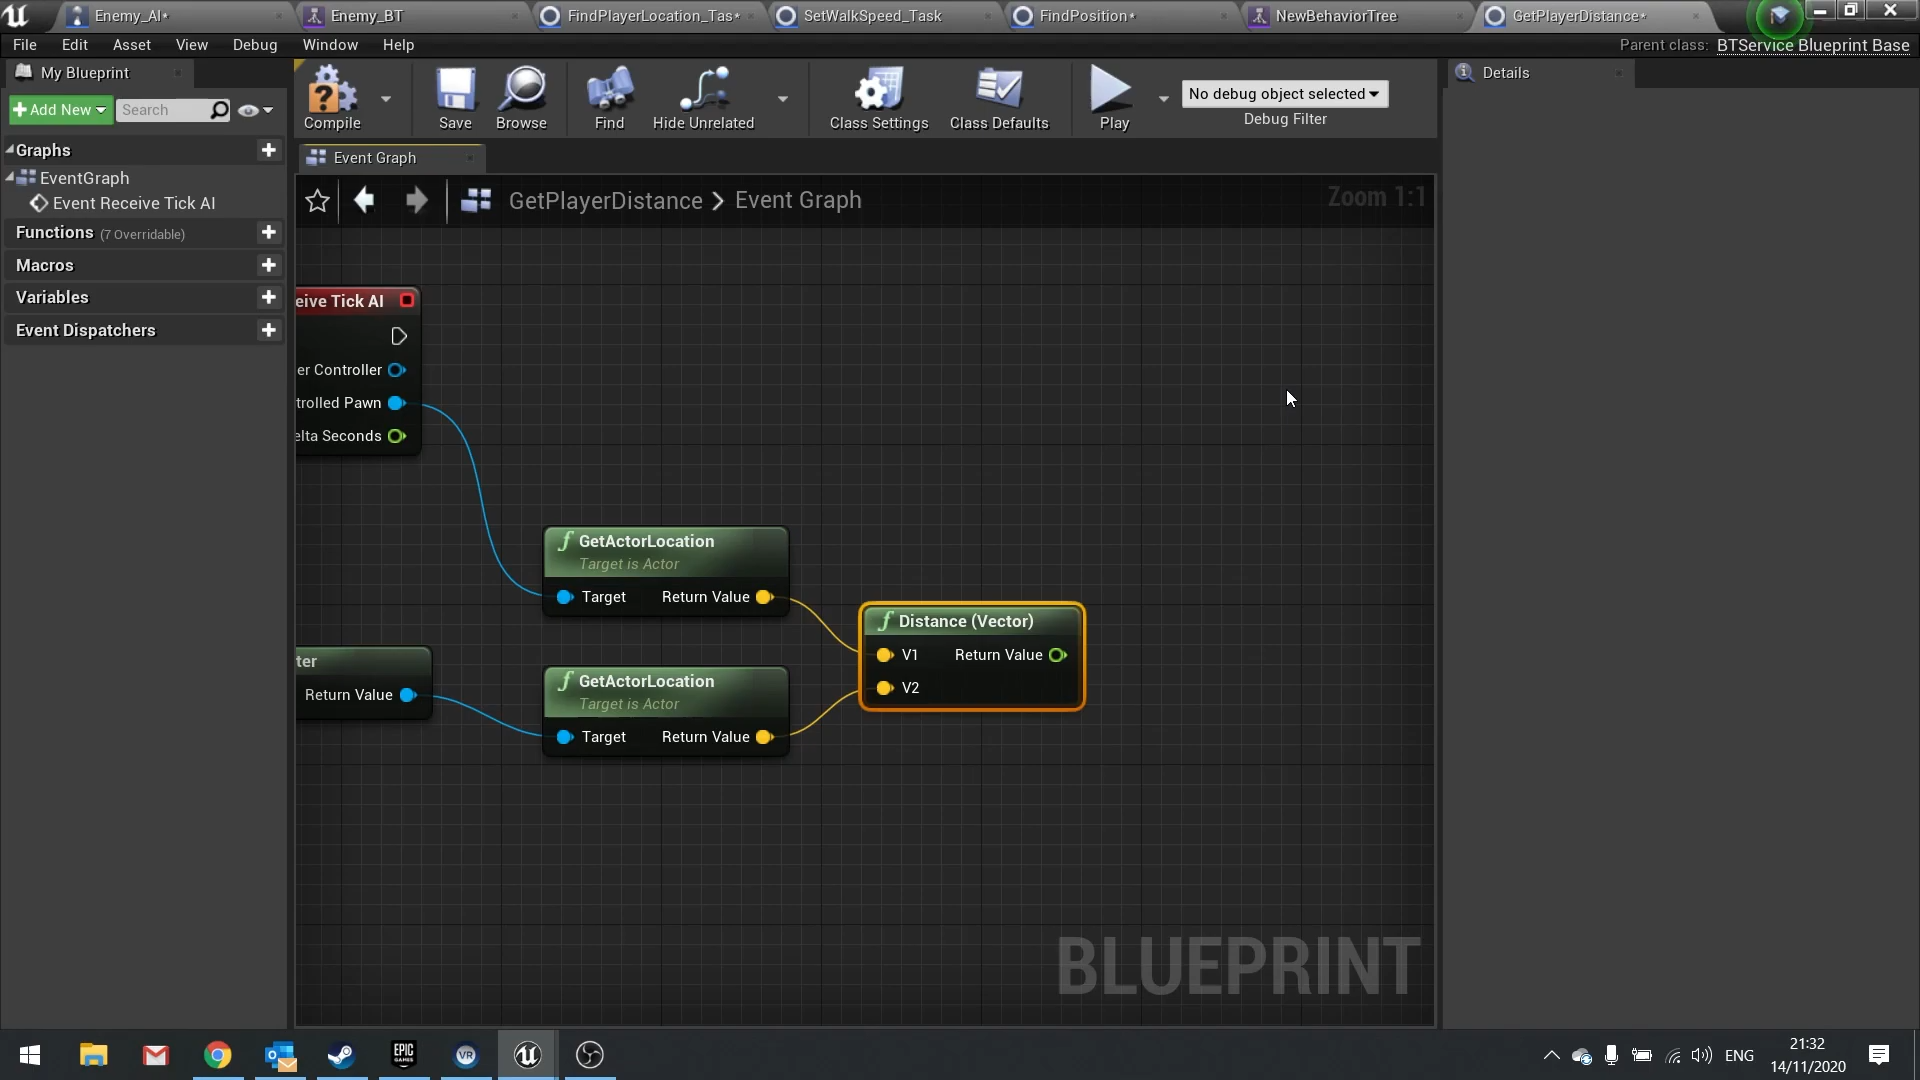 Enemy_AI*
Enemy_BT
FindPlayerLocation_Tas*
SetWalkSpeed_Task
FindPosition*
NewBehaviorTree
GetPlayerDistance*
File Edit Asset View Debug Window Help
Parent class: BTService Blueprint Base
My Blueprint
Add New
Search
Compile
Save
Browse
Find
Hide Unrelated
Class Settings
Class Defaults
Play
No debug object selected
Debug Filter
Details
Graphs
EventGraph
Event Receive Tick AI
Functions (7 Overridable)
Macros
Variables
Event Dispatchers
Event Graph
GetPlayerDistance > Event Graph
Zoom 1:1
eive Tick AI
er Controller
trolled Pawn
elta Seconds
f GetActorLocation
Target is Actor
Target Return Value
f Distance (Vector)
V1 Return Value
V2
ter
Return Value
f GetActorLocation
Target is Actor
Target Return Value
BLUEPRINT
EPIC
GAMES
VR
ENG
21:32
14/11/2020